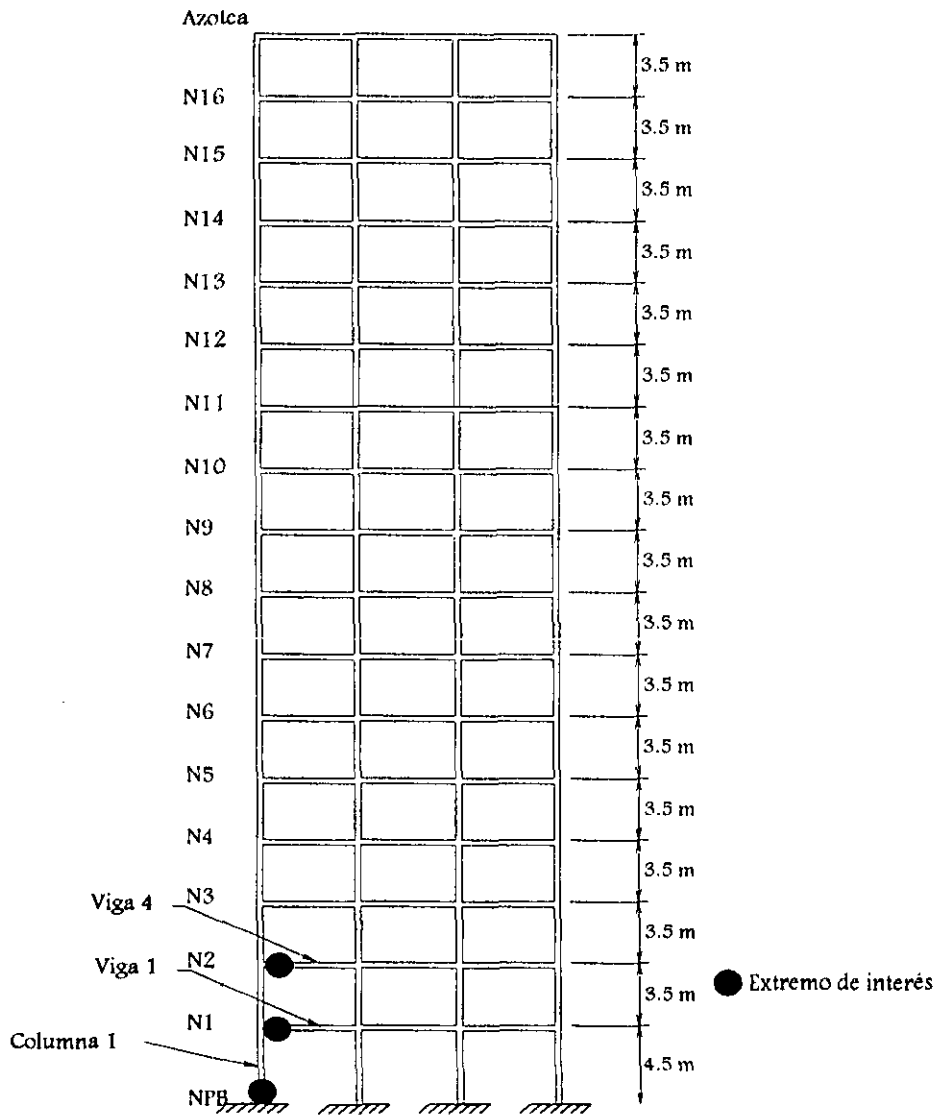 Azotea
3.5 m
N16
3.5 m
N15
3.5 m
N14
3.5 m
N13
3.5 m
N12
3.5 m
N11
3.5 m
N10
3.5 m
N9
3.5 m
N8
3.5 m
N7
3.5 m
N6
3.5 m
N5
3.5 m
N4
3.5 m
N3
Viga 4
3.5 m
N2
Viga 1
3.5 m
Extremo de interés
N1
Columna 1
4.5 m
NPB